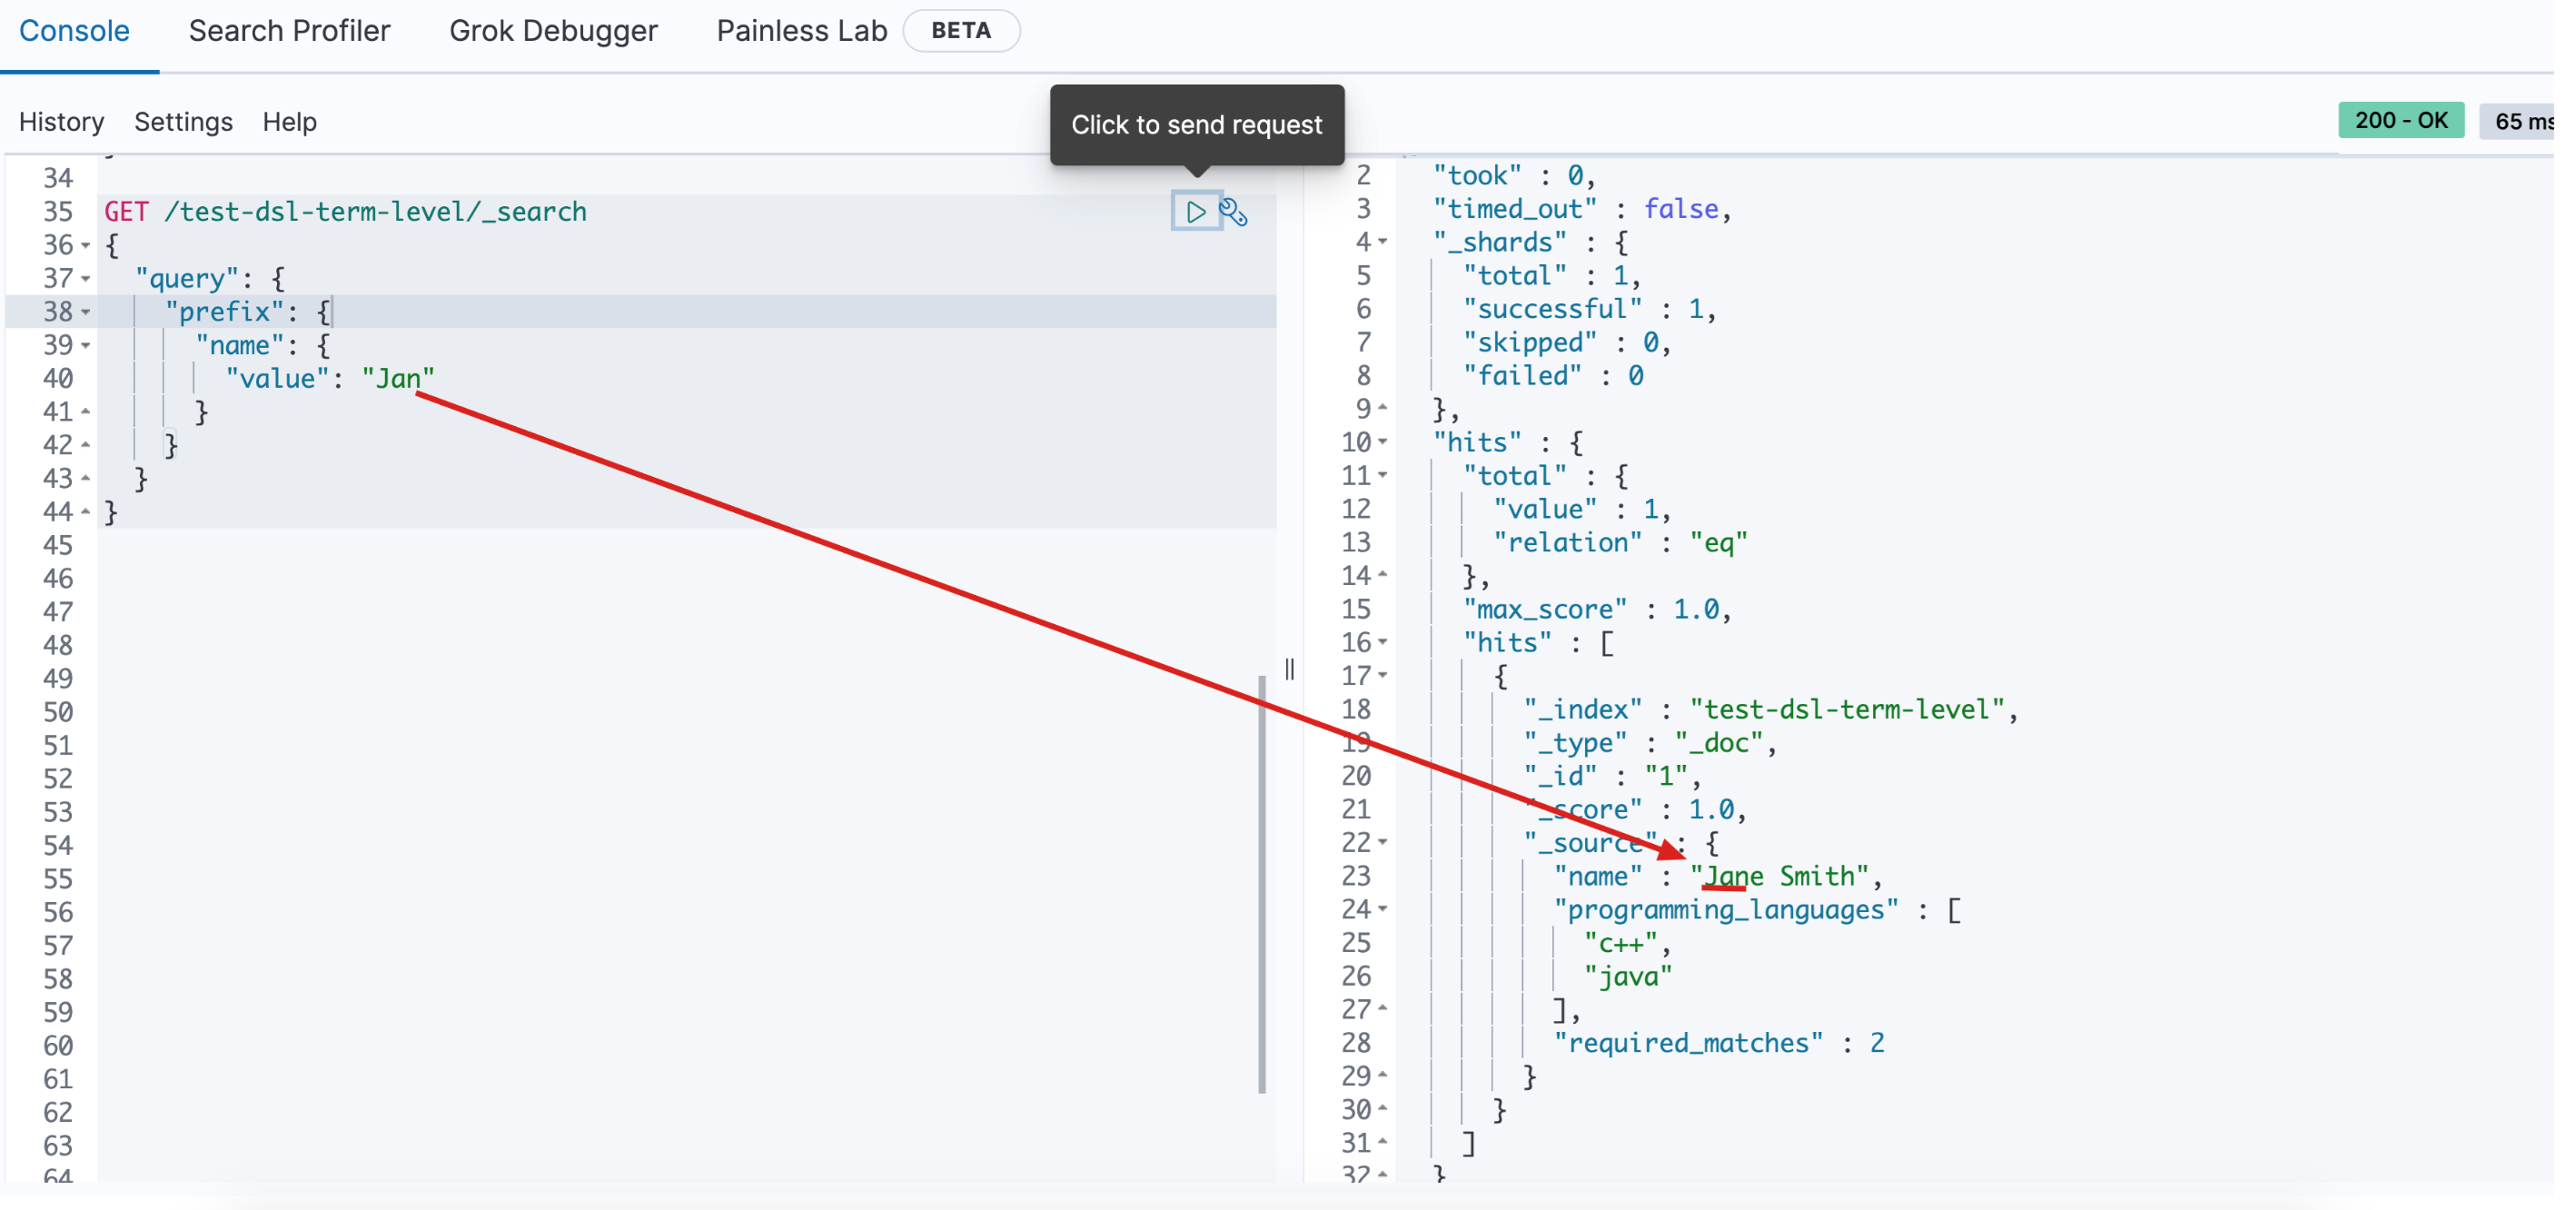 Console Search Profiler Grok Debugger Painless Lab BETA
Click to send request
History Settings Help
200 - OK 65 ms
34
35 GET /test-dsl-term-level/_search
36 {
37 "query": {
38 "prefix": {
39 "name": {
40 "value": "Jan"
41 }
42 }
43 }
44 }
45
46
47
48
49
50
51
52
53
54
55
56
57
58
59
60
61
62
63
64
2 "took" : 0,
3 "timed_out" : false,
4 "_shards" : {
5 "total" : 1,
6 "successful" : 1,
7 "skipped" : 0,
8 "failed" : 0
9 },
10 "hits" : {
11 "total" : {
12 "value" : 1,
13 "relation" : "eq"
14 },
15 "max_score" : 1.0,
16 "hits" : [
17 {
18 "_index" : "test-dsl-term-level",
19 "_type" : "_doc",
20 "_id" : "1",
21 "_score" : 1.0,
22 "_source" : {
23 "name" : "Jane Smith",
24 "programming_languages" : [
25 "c++",
26 "java"
27 ],
28 "required_matches" : 2
29 }
30 }
31 ]
32 }